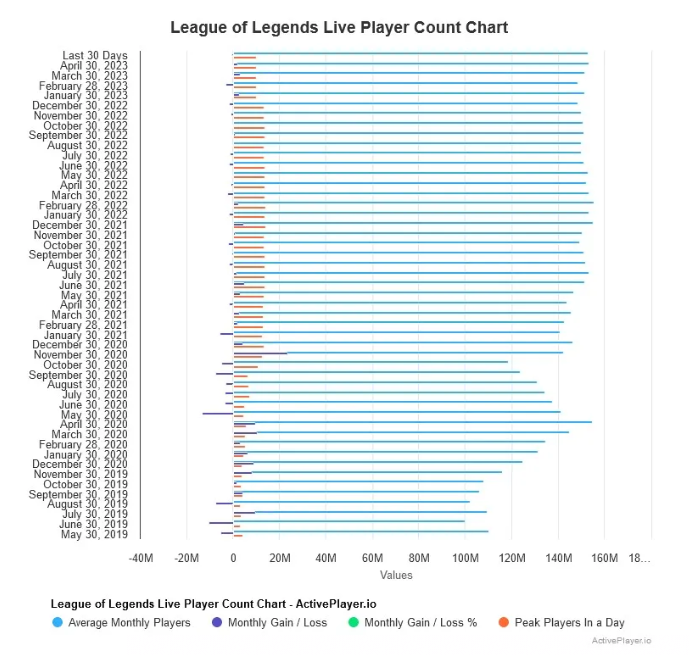 League of Legends Live Player Count Chart
Last 30 Days
April 30, 2023
March 30, 2023
February 28, 2023
January 30, 2023
December 30, 2022
November 30, 2022
October 30, 2022
September 30, 2022
August 30, 2022
July 30, 2022
June 30, 2022
May 30, 2022
April 30, 2022
March 30, 2022
February 28, 2022
January 30, 2022
December 30, 2021
November 30, 2021
October 30, 2021
September 30, 2021
August 30, 2021
July 30, 2021
June 30, 2021
May 30, 2021
April 30, 2021
March 30, 2021
February 28, 2021
January 30, 2021
December 30, 2020
November 30, 2020
October 30, 2020
September 30, 2020
August 30, 2020
July 30, 2020
June 30, 2020
May 30, 2020
April 30, 2020
March 30, 2020
February 28, 2020
January 30, 2020
December 30, 2020
November 30, 2019
October 30, 2019
September 30, 2019
August 30, 2019
July 30, 2019
June 30, 2019
May 30, 2019
-40M -20M 0 20M 40M 60M 80M 100M 120M 140M 160M 18...
Values
League of Legends Live Player Count Chart - ActivePlayer.io
Average Monthly Players Monthly Gain / Loss Monthly Gain / Loss % Peak Players In a Day
ActivePlayer.io